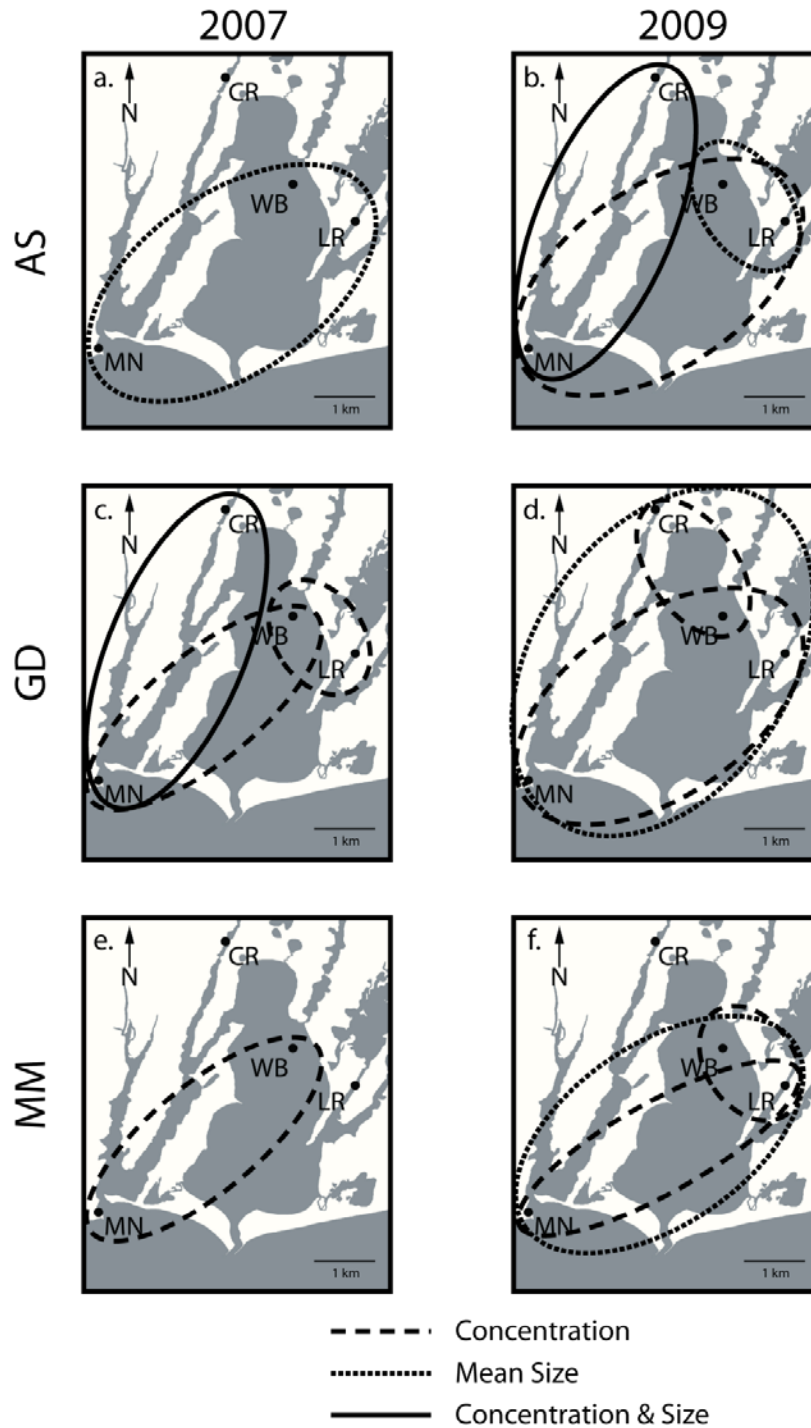 2007
2009
AS
a.
N
CR
WB
LR
MN
1 km
b.
N
CR
WB
LR
MN
1 km
GD
c.
N
CR
WB
LR
MN
1 km
d.
N
CR
WB
LR
MN
1 km
MM
e.
N
CR
WB
LR
MN
1 km
f.
N
CR
WB
LR
MN
1 km
Concentration
Mean Size
Concentration & Size